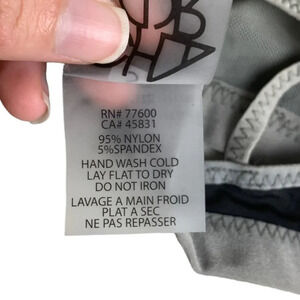 RN# 77600
CA# 45831
95% NYLON
5%SPANDEX
HAND WASH COLD
LAY FLAT TO DRY
DO NOT IRON
LAVAGE A MAIN FROID
PLAT A SEC
NE PAS REPASSER